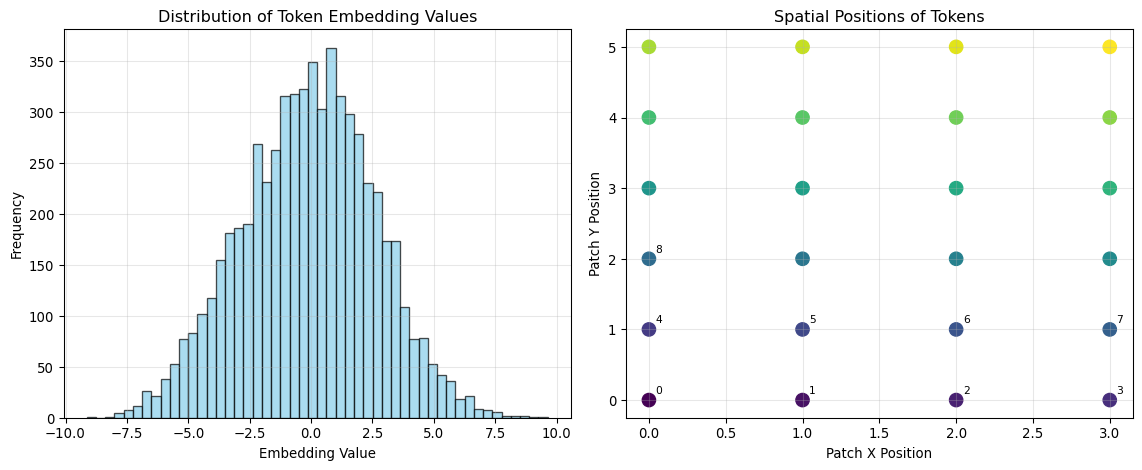 Distribution of Token Embedding Values
350
300
250
200
150
100
50
0
Frequency
−10.0 −7.5 −5.0 −2.5 0.0 2.5 5.0 7.5 10.0
Embedding Value
Spatial Positions of Tokens
5
4
3
2
1
0
Patch Y Position
8
4 5 6 7
0 1 2 3
0.0 0.5 1.0 1.5 2.0 2.5 3.0
Patch X Position